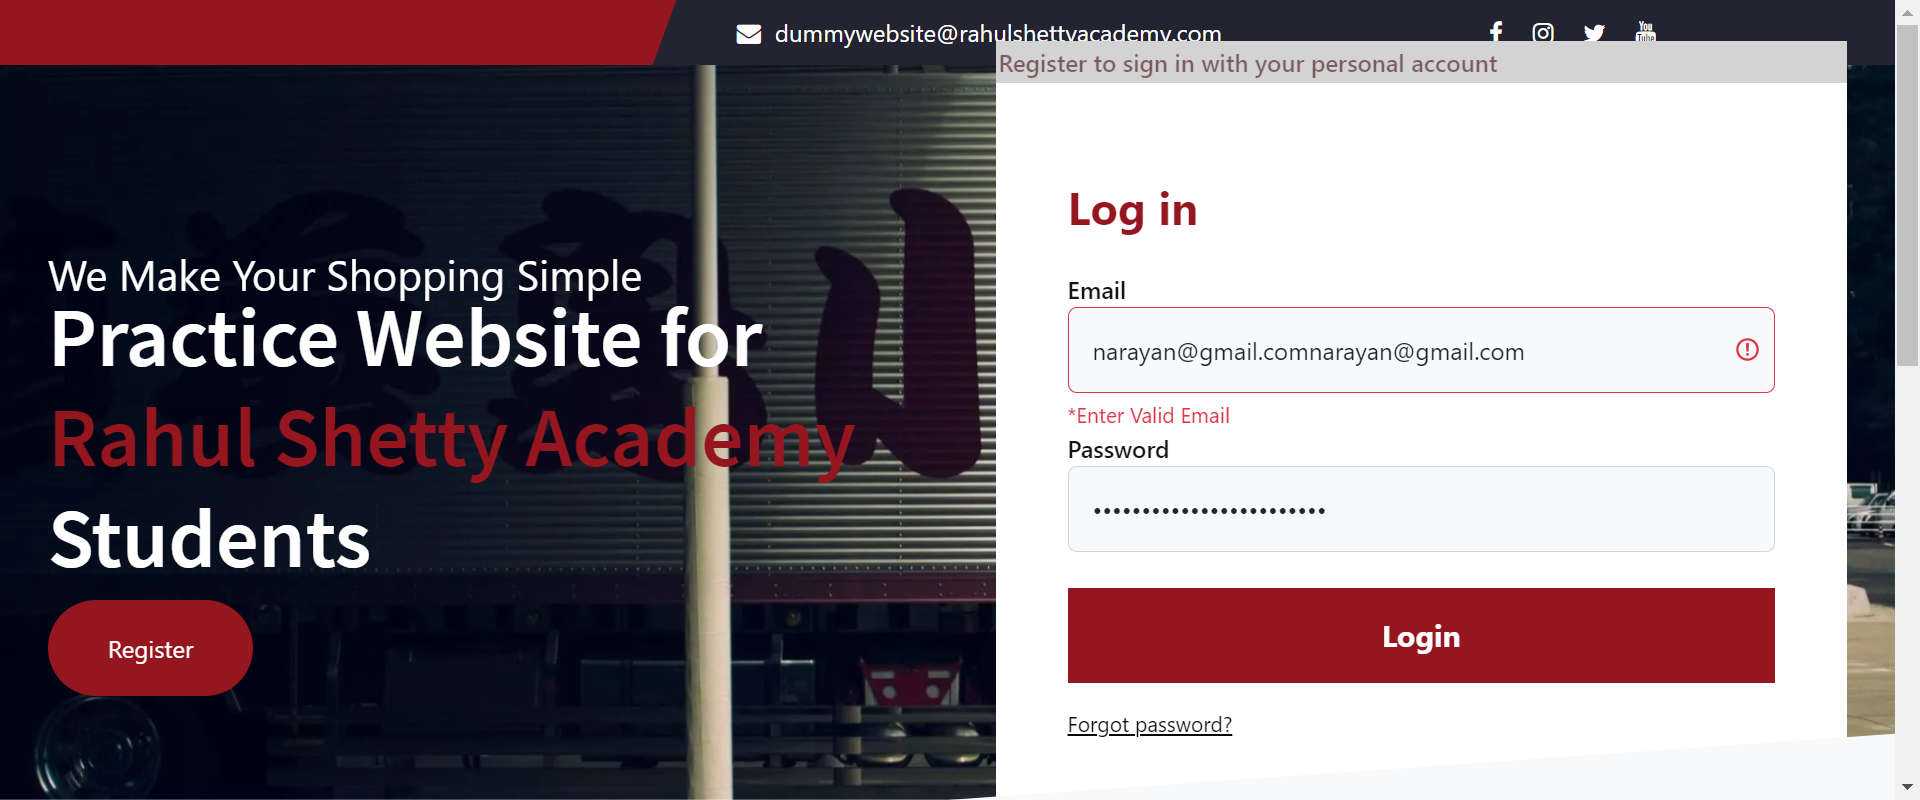 dummywebsite@rahulshettyacademy.com
Register to sign in with your personal account
We Make Your Shopping Simple
Practice Website for
Rahul Shetty Academy
Students
Register
Log in
Email
narayan@gmail.comnarayan@gmail.com
*Enter Valid Email
Password
Login
Forgot password?